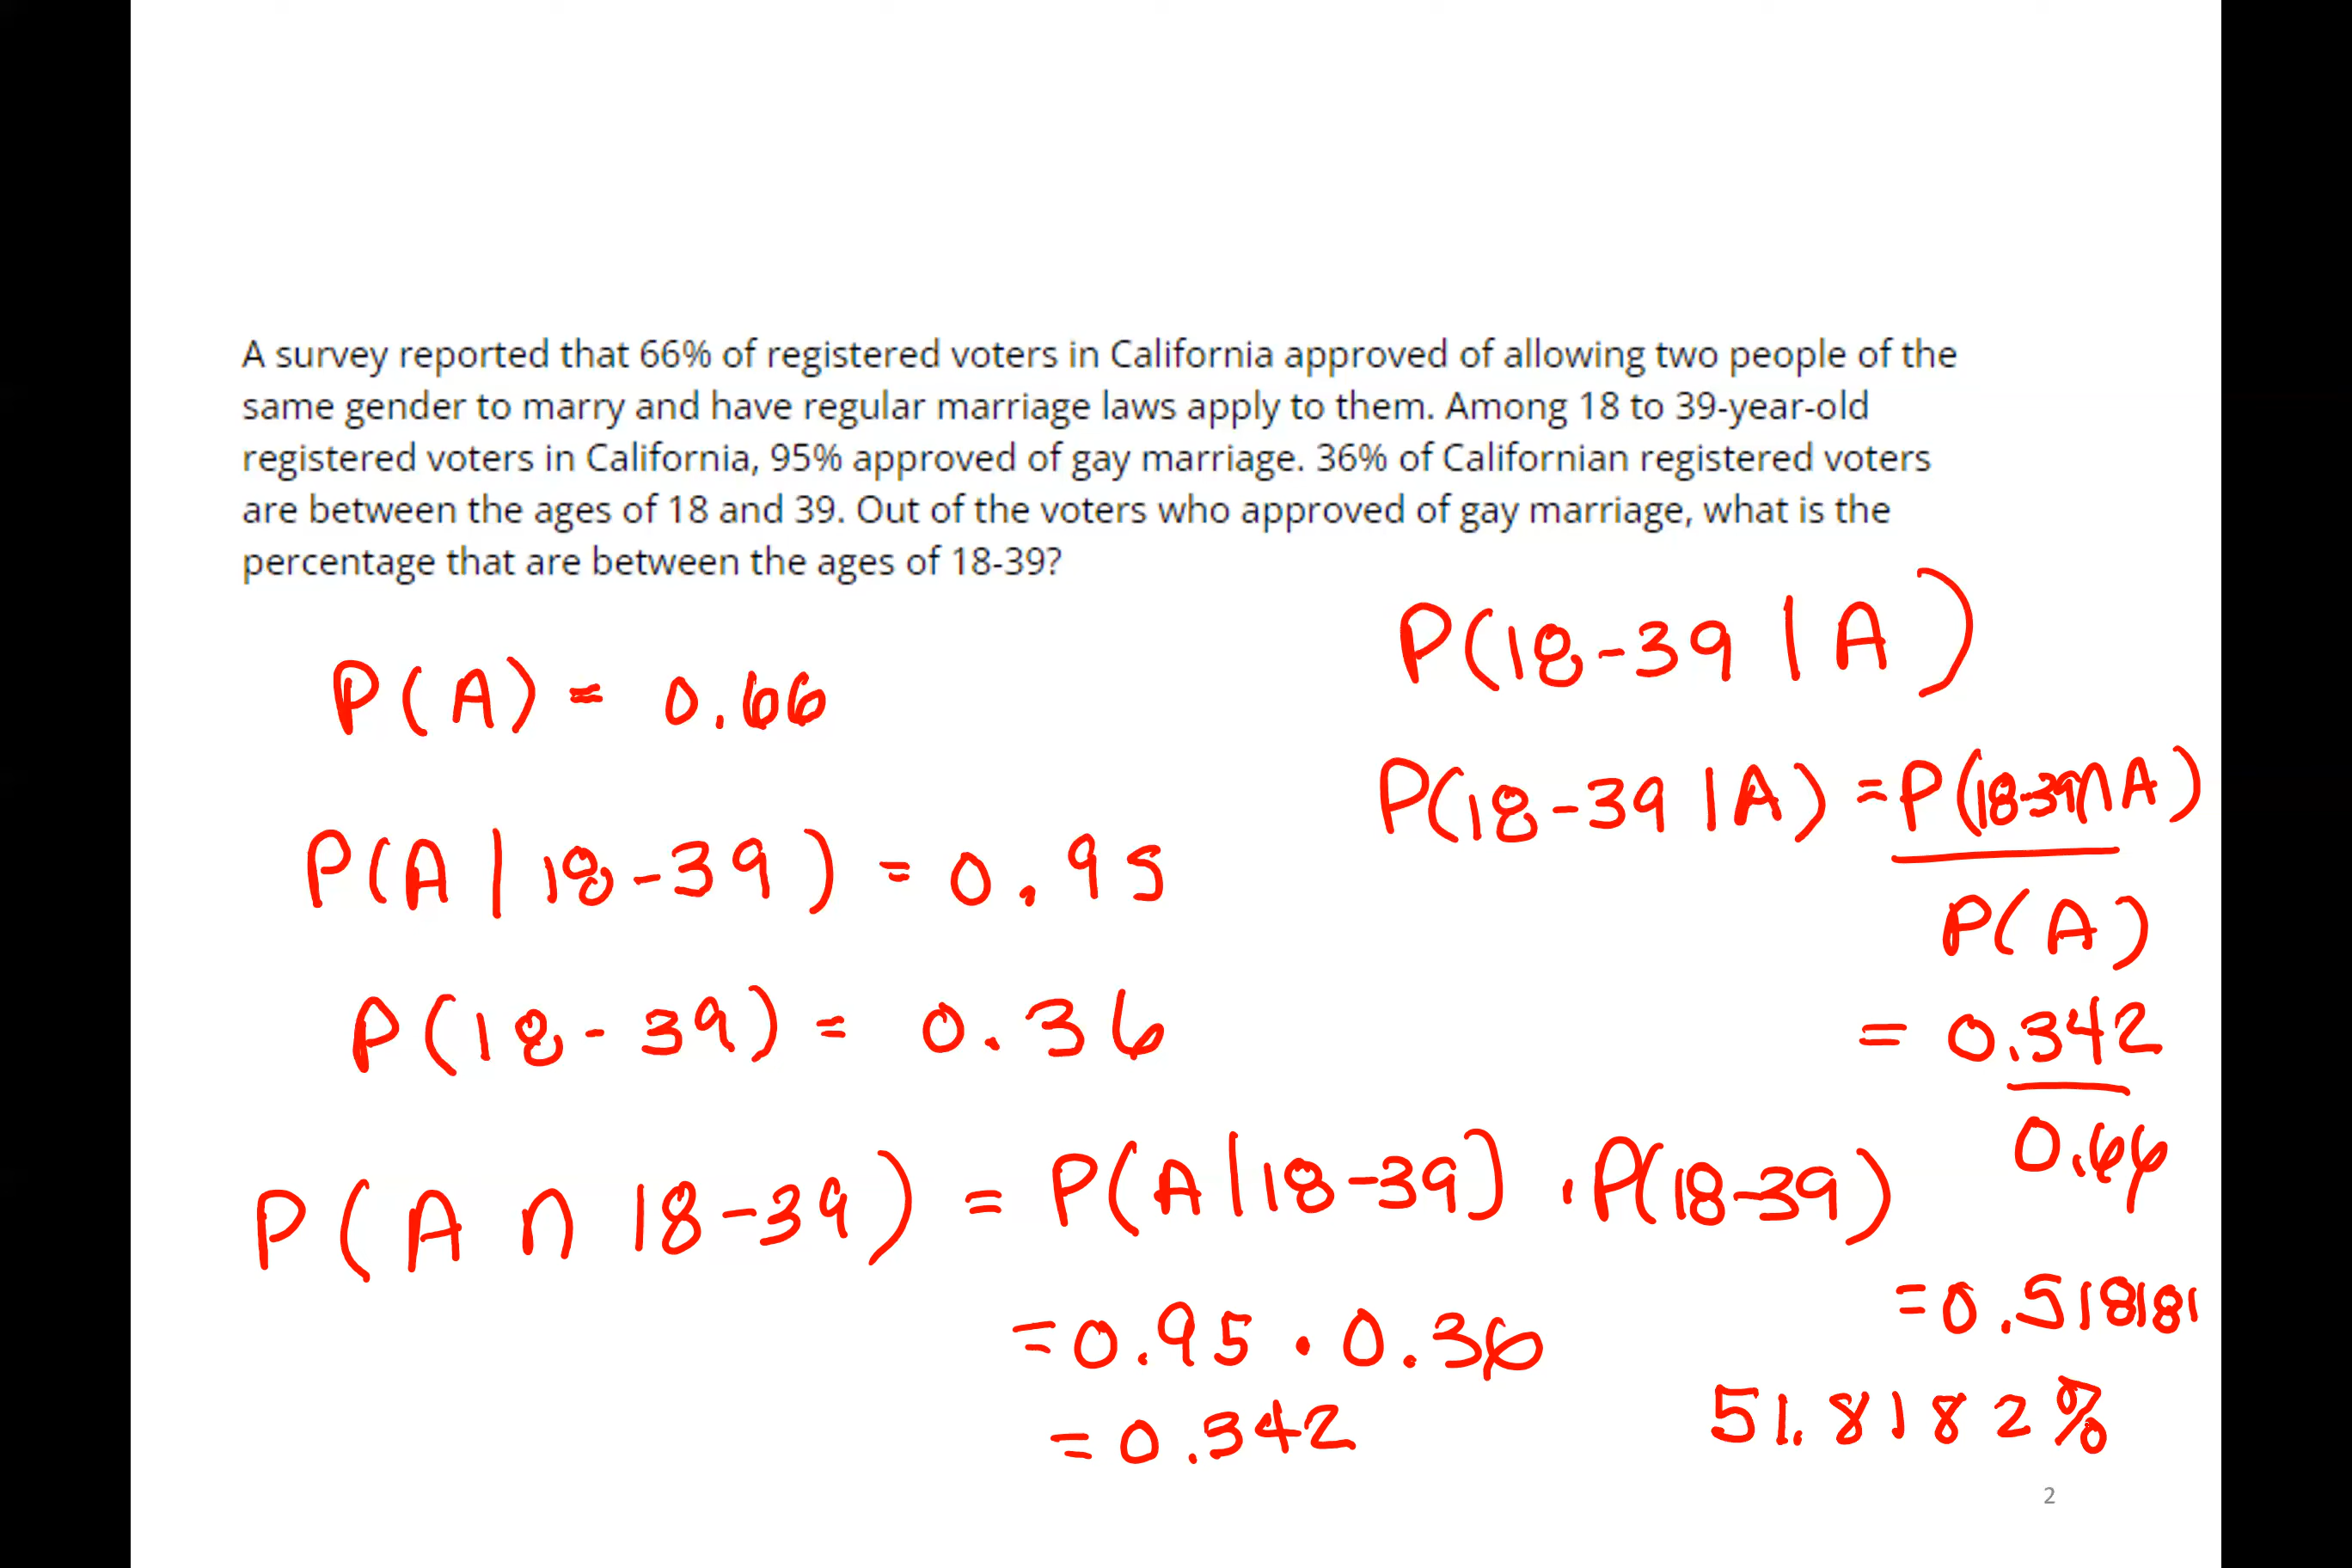 A survey reported that 66% of registered voters in California approved of allowing two people of the
same gender to marry and have regular marriage laws apply to them. Among 18 to 39-year-old
registered voters in California, 95% approved of gay marriage. 36% of Californian registered voters
are between the ages of 18 and 39. Out of the voters who approved of gay marriage, what is the
percentage that are between the ages of 18-39?
P(A) = 0.66
P(A | 18-39) = 0.95
P(18-39) = 0.36
P(A ∩ 18-39) = P(A|18-39) · P(18-39)
= 0.95 · 0.36
= 0.342
P(18-39 | A)
P(18-39 | A) = P(18-39 ∩ A)
P(A)
= 0.342
0.66
= 0.518181
51.8182%
2